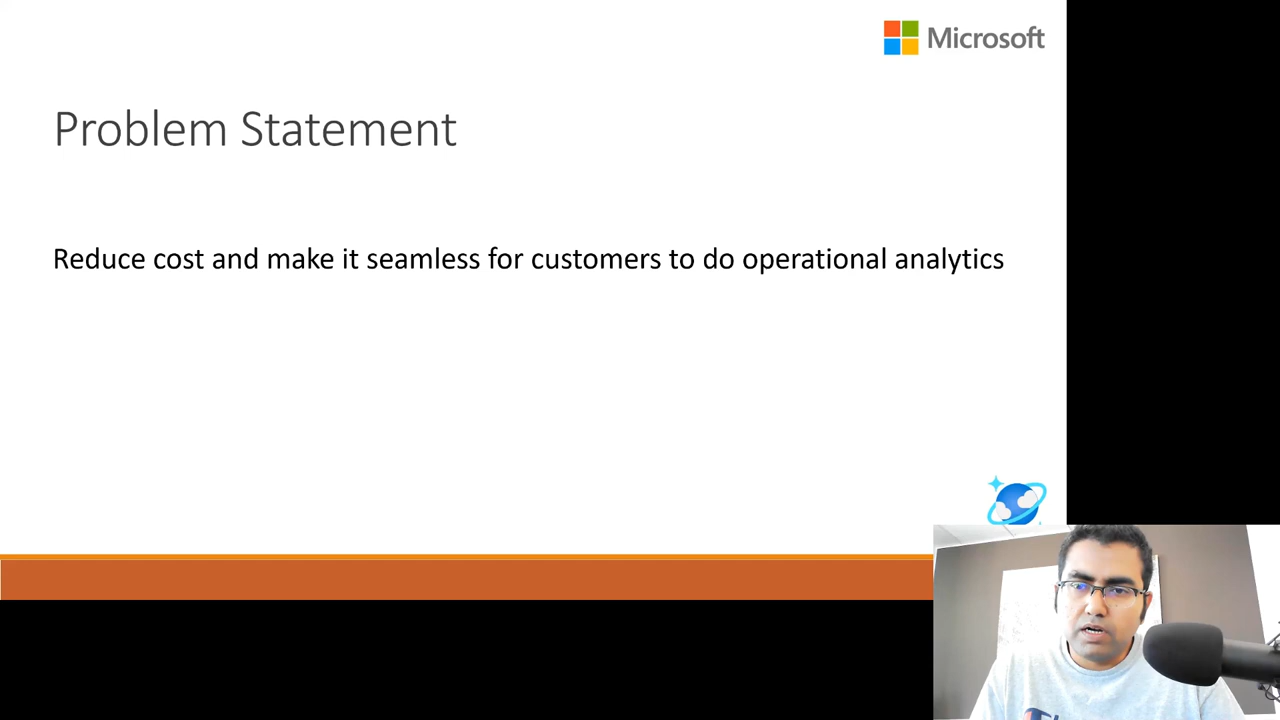 Microsoft
Problem Statement
Reduce cost and make it seamless for customers to do operational analytics